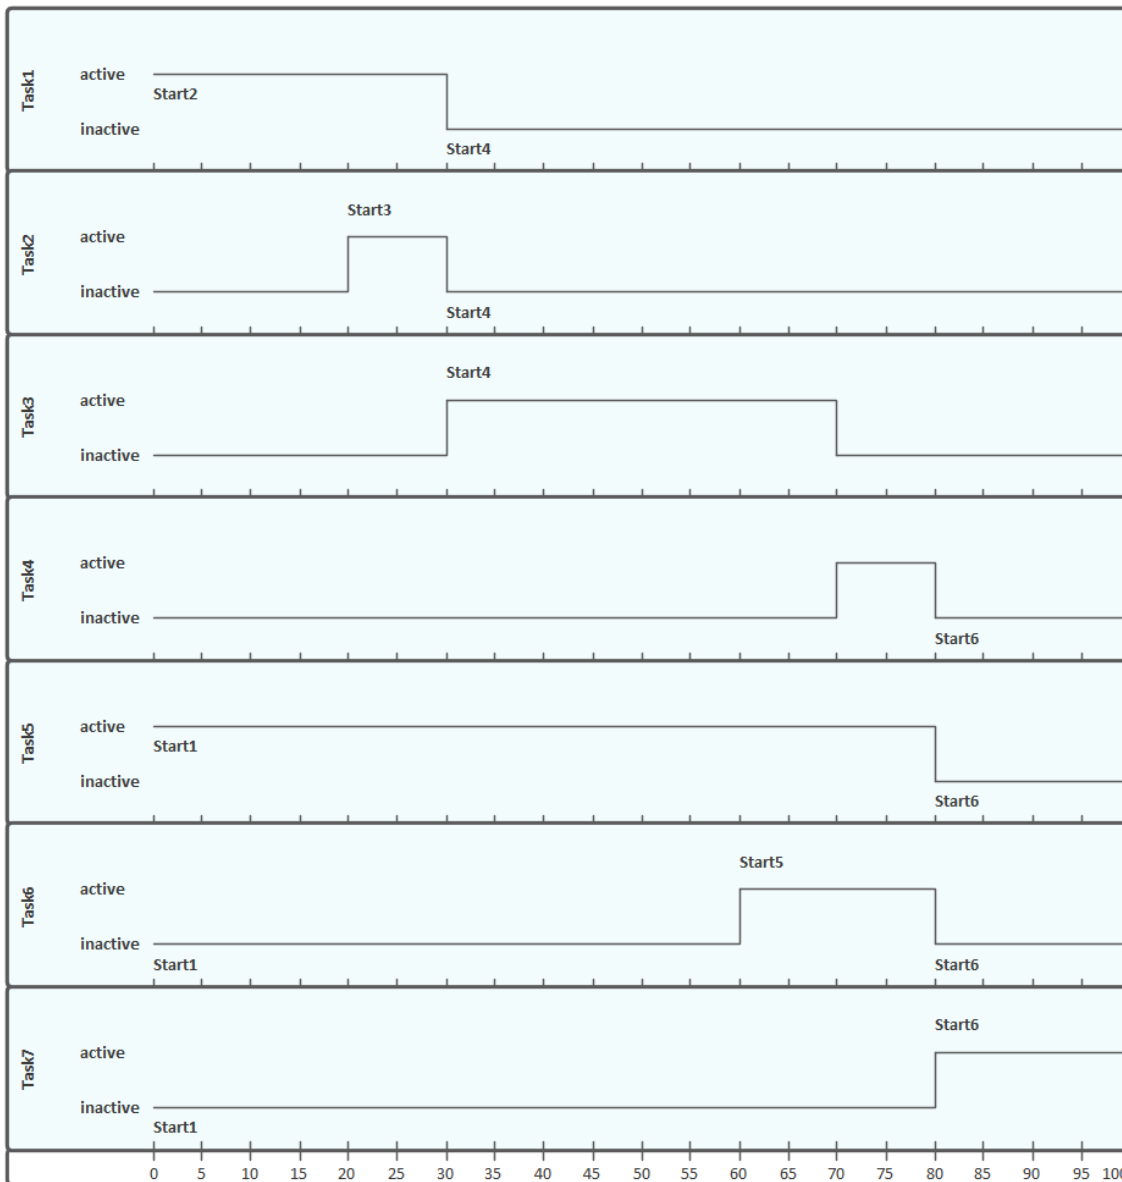 Task1
active
Start2
inactive
Start4
Task2
Start3
active
inactive
Start4
Task3
Start4
active
inactive
Task4
active
inactive
Start6
Task5
active
Start1
inactive
Start6
Task6
Start5
active
inactive
Start1 Start6
Task7
Start6
active
inactive
Start1
0 5 10 15 20 25 30 35 40 45 50 55 60 65 70 75 80 85 90 95 100